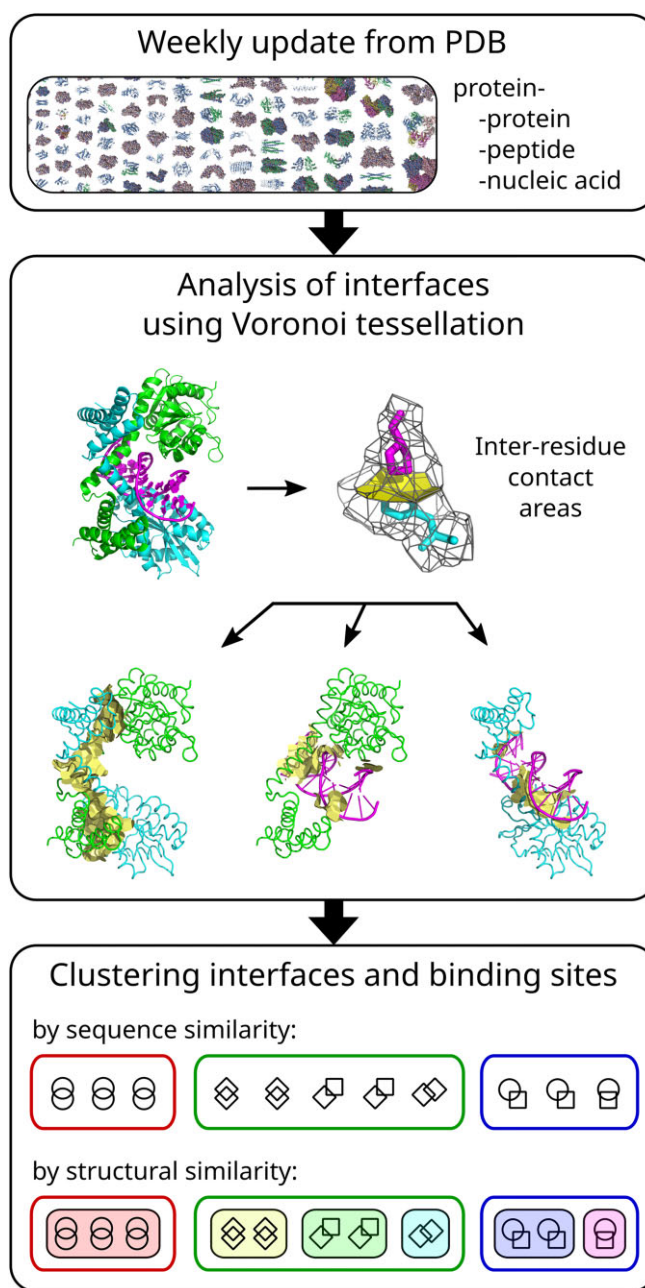 Weekly update from PDB
protein-
-protein
-peptide
-nucleic acid
Analysis of interfaces
using Voronoi tessellation
Inter-residue
contact
areas
Clustering interfaces and binding sites
by sequence similarity:
by structural similarity: